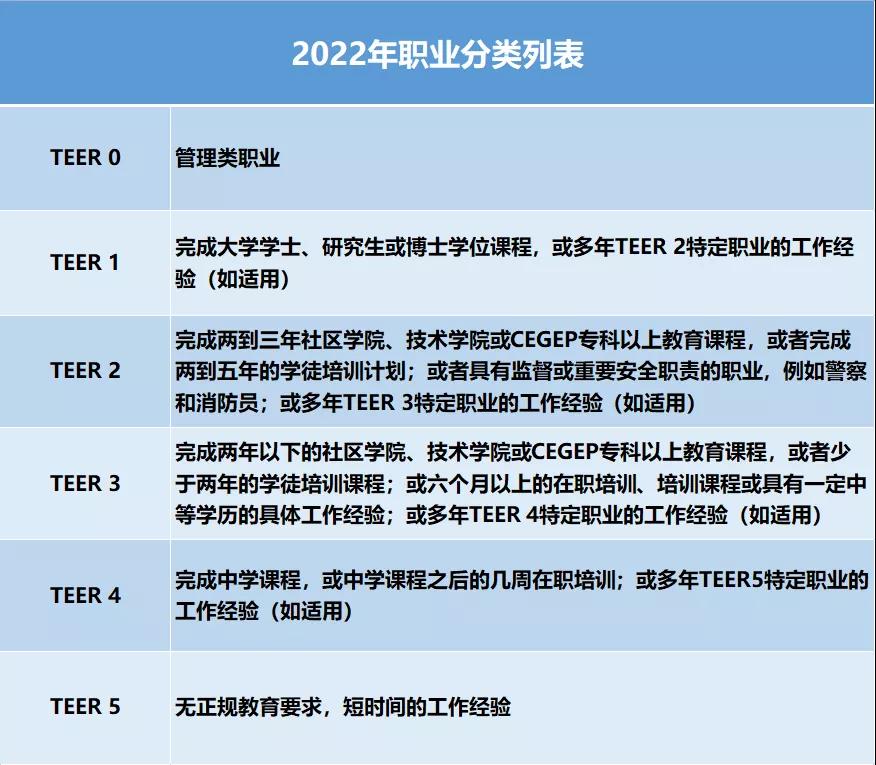 2022年职业分类列表
TEER 0
管理类职业
TEER 1
完成大学学士、研究生或博士学位课程，或多年TEER 2特定职业的工作经
验（如适用）
TEER 2
完成两到三年社区学院、技术学院或CEGEP专科以上教育课程，或者完成
两到五年的学徒培训计划；或者具有监督或重要安全职责的职业，例如警察
和消防员；或多年TEER 3特定职业的工作经验（如适用）
TEER 3
完成两年以下的社区学院、技术学院或CEGEP专科以上教育课程，或者少
于两年的学徒培训课程；或六个月以上的在职培训、培训课程或具有一定中
等学历的具体工作经验；或多年TEER 4特定职业的工作经验（如适用）
TEER 4
完成中学课程，或中学课程之后的几周在职培训；或多年TEER5特定职业的
工作经验（如适用）
TEER 5
无正规教育要求，短时间的工作经验